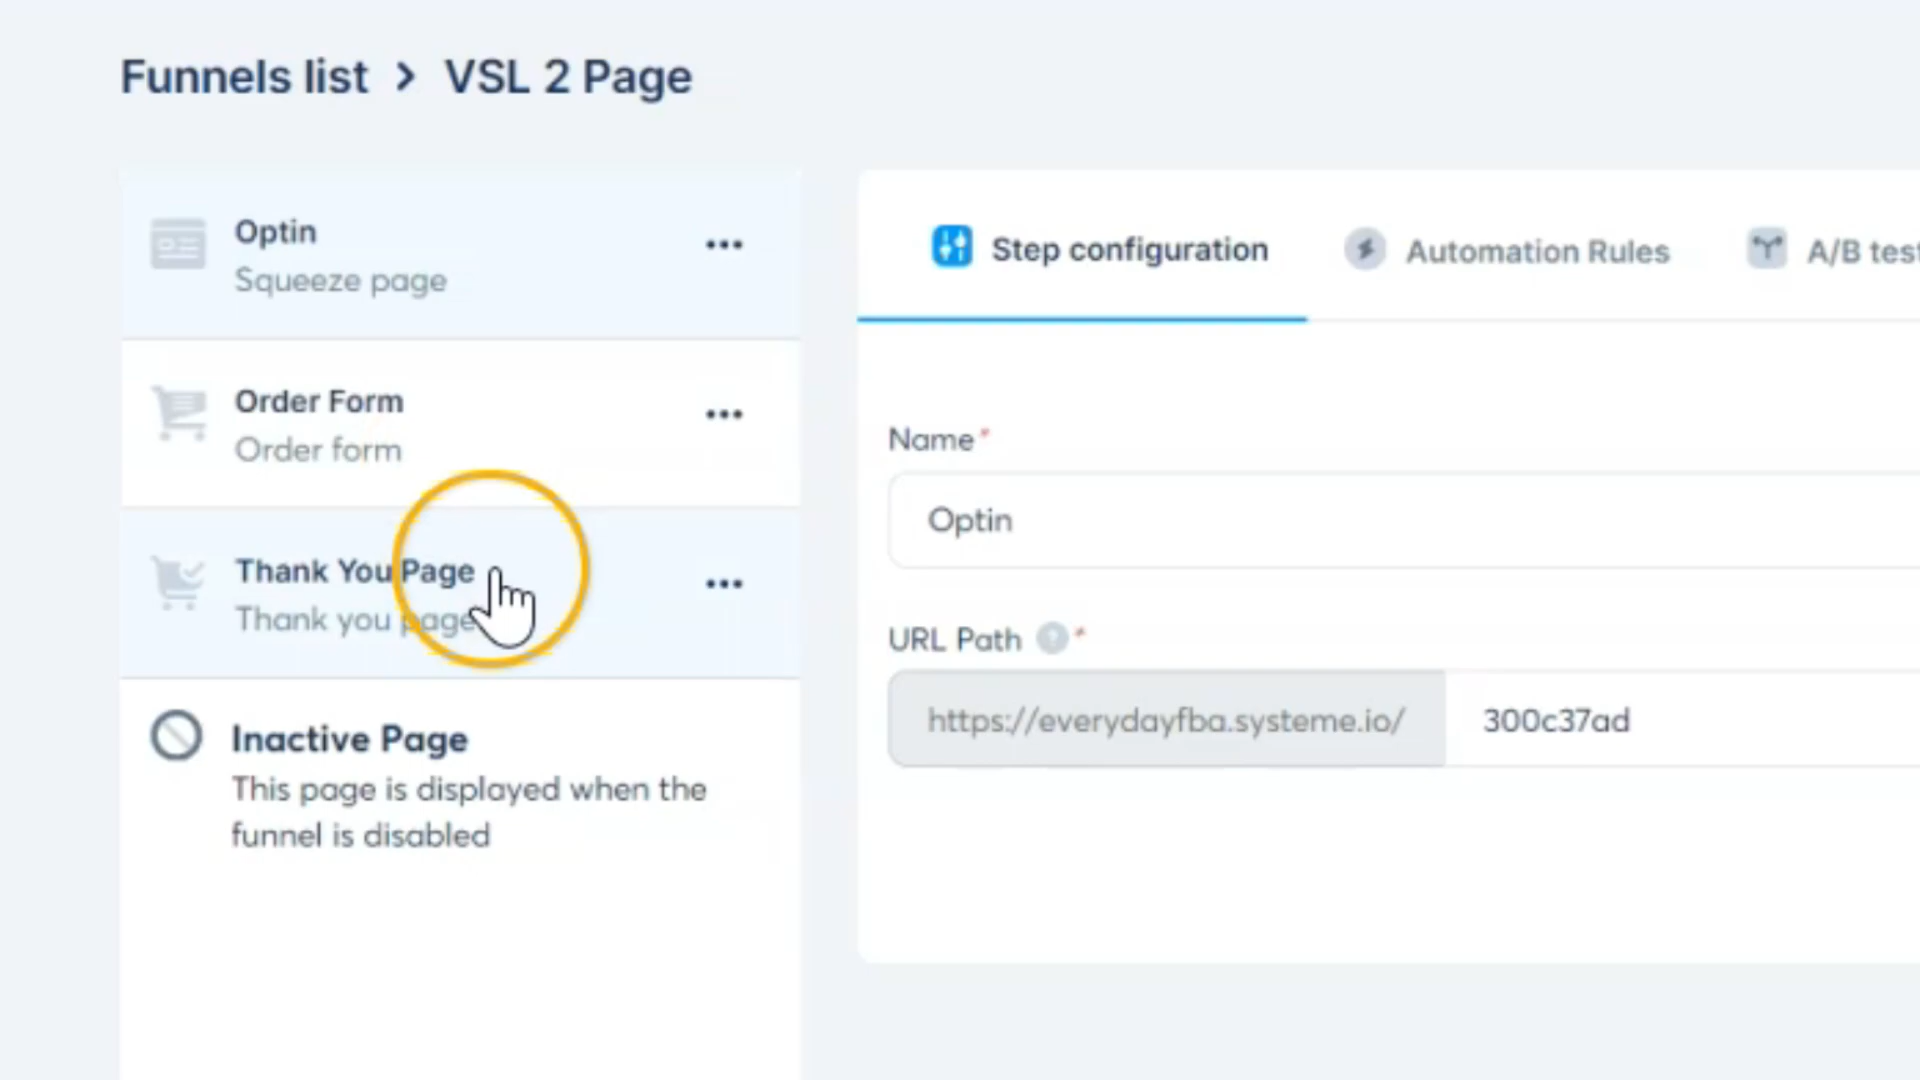 Funnels list > VSL 2 Page
Optin
Squeeze page
Order Form
Order form
Thank You Page
Thank you page
Inactive Page
This page is displayed when the
funnel is disabled
Step configuration
Automation Rules
A/B test
Name*
Optin
URL Path ? *
https://everydayfba.systeme.io/
300c37ad